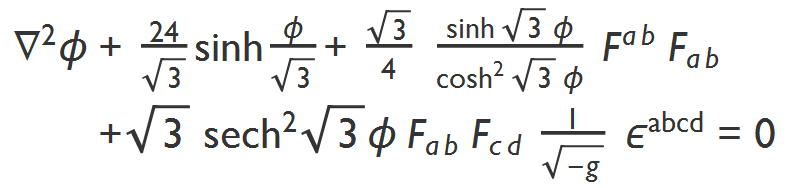 ∇²ϕ + 24/√3 sinh ϕ/√3 + √3/4 sinh √3 ϕ/cosh² √3 ϕ F^{ab} F_{ab}
+√3 sech² √3 ϕ F_{ab} F_{cd} 1/√-g ϵ^{abcd} = 0